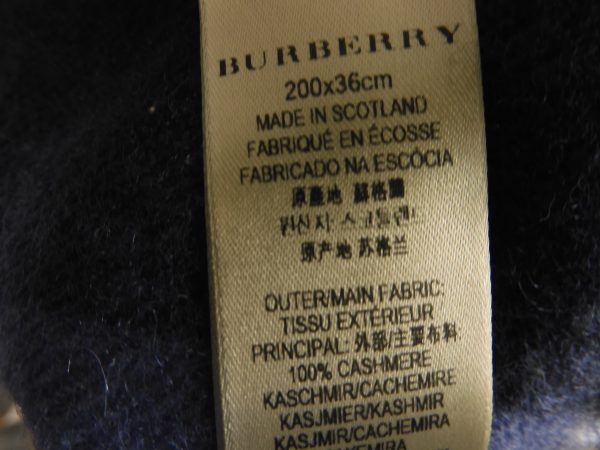 BURBERRY
200x36cm
MADE IN SCOTLAND
FABRIQUÉ EN ÉCOSSE
FABRICADO NA ESCÓCIA
原產地 蘇格蘭
원산지 스코틀랜드
原产地 苏格兰
OUTER/MAIN FABRIC:
TISSU EXTÉRIEUR
PRINCIPAL: 外部/主要布料:
100% CASHMERE
KASCHMIR/CACHEMIRE
KASJMIER/KASHMIR
KASJMIR/CACHEMIRA